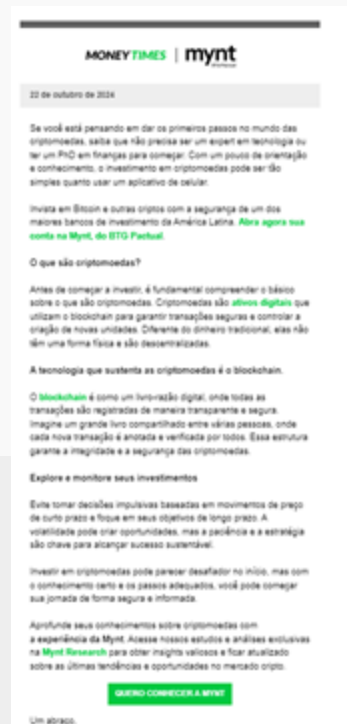 MONEY TIMES | mynt
22 de outubro de 2024
Se você está pensando em dar os primeiros passos no mundo das
criptomoedas, saiba que não precisa ser um expert em tecnologia ou
ter um PhD em finanças para começar. Com um pouco de orientação
e conhecimento, o investimento em criptomoedas pode ser tão
simples quanto usar um aplicativo de celular.
Invista em Bitcoin e outras criptos com a segurança de um dos
maiores bancos de investimento da América Latina. Abra agora sua
conta na Mynt, do BTG Pactual.
O que são criptomoedas?
Antes de começar a investir, é fundamental compreender o básico
sobre o que são criptomoedas. Criptomoedas são ativos digitais que
utilizam o blockchain para garantir transações seguras e controlar a
criação de novas unidades. Diferente do dinheiro tradicional, elas não
têm uma forma física e são descentralizadas.
A tecnologia que sustenta as criptomoedas é o blockchain.
O blockchain é como um livro-razão digital, onde todas as
transações são registradas de maneira transparente e segura.
Imagine um grande livro compartilhado entre várias pessoas, onde
cada nova transação é anotada e verificada por todos. Essa estrutura
garante a integridade e a segurança das criptomoedas.
Explore e monitore seus investimentos
Evite tomar decisões impulsivas baseadas em movimentos de preço
de curto prazo e foque em seus objetivos de longo prazo. A
volatilidade pode criar oportunidades, mas a paciência e a estratégia
são chave para alcançar sucesso sustentável.
Investir em criptomoedas pode parecer desafiador no início, mas com
o conhecimento certo e os passos adequados, você pode começar
sua jornada de forma segura e informada.
Aprofunde seus conhecimentos sobre criptomoedas com
a experiência da Mynt. Acesse nossos estudos e análises exclusivas
na Mynt Research para obter insights valiosos e ficar atualizado
sobre as últimas tendências e oportunidades no mercado cripto.
QUERO CONHECER A MYNT
Um abraço,